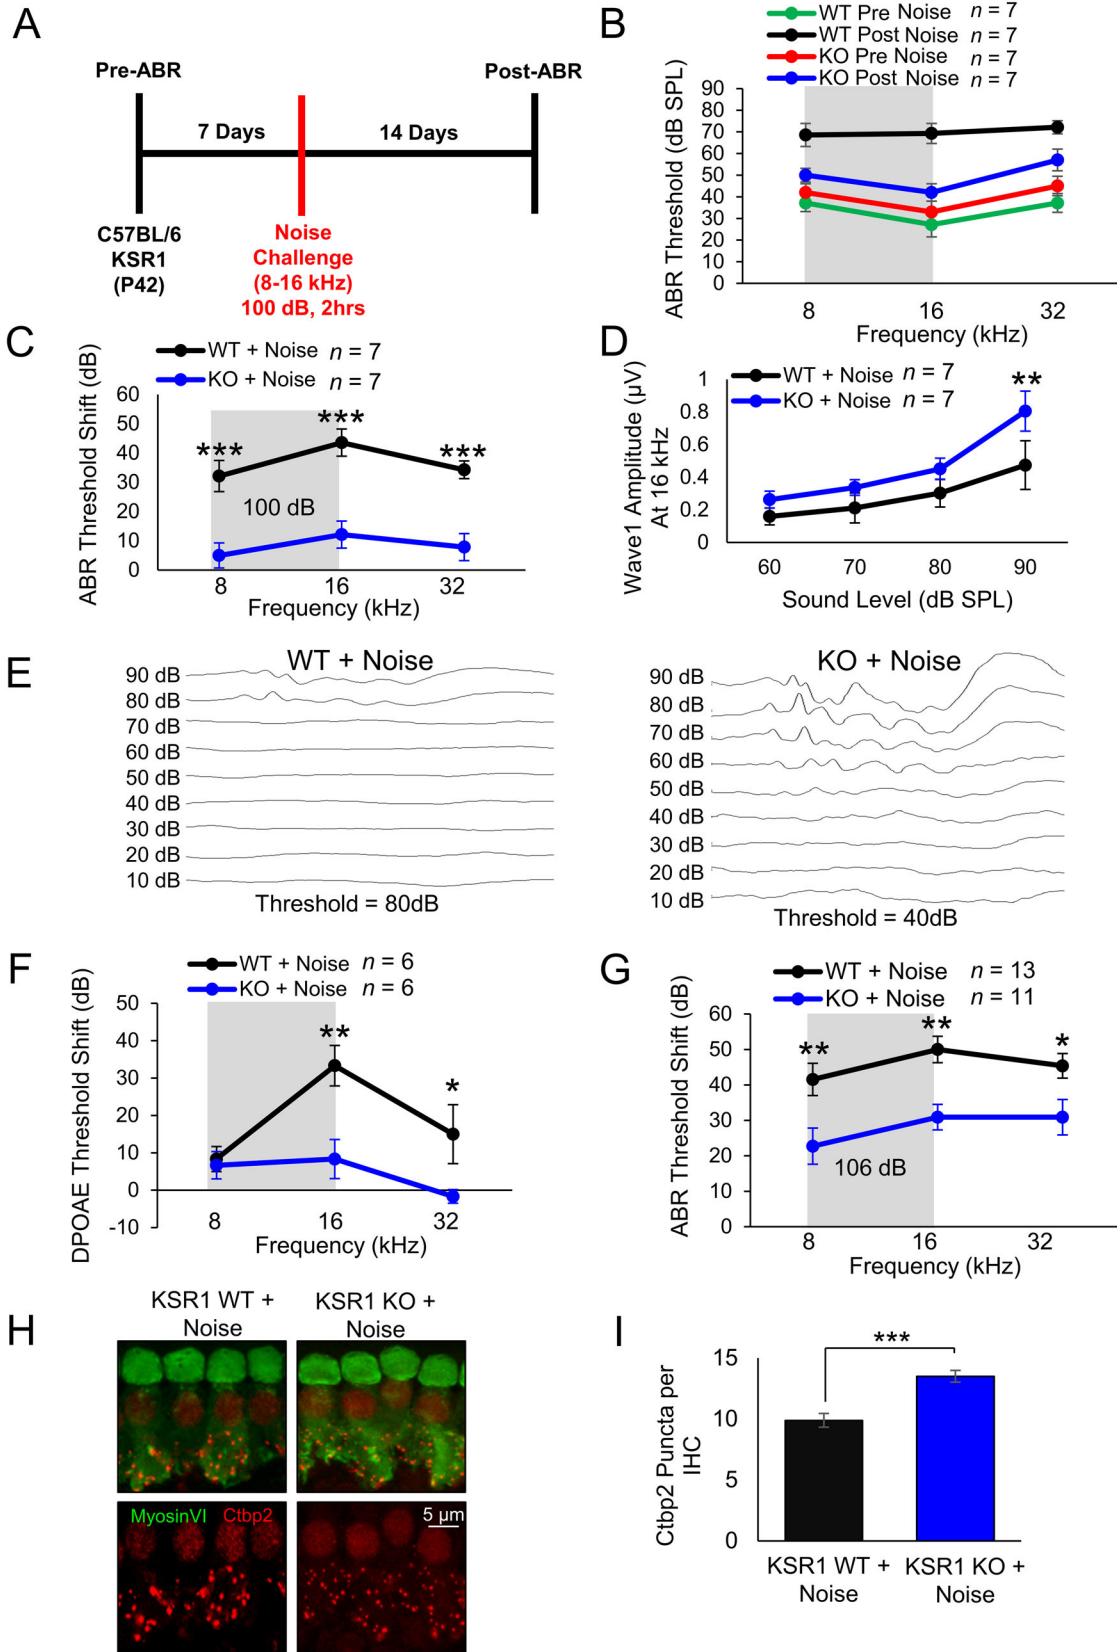 A
Pre-ABR
Post-ABR
7 Days
14 Days
C57BL/6
KSR1
(P42)
Noise
Challenge
(8-16 kHz)
100 dB, 2hrs
B
WT Pre Noise n = 7
WT Post Noise n = 7
KO Pre Noise n = 7
KO Post Noise n = 7
ABR Threshold (dB SPL)
90
80
70
60
50
40
30
20
10
0
8 16 32
Frequency (kHz)
C
WT + Noise n = 7
KO + Noise n = 7
ABR Threshold Shift (dB)
60
50
40
30
20
10
0
*** *** ***
100 dB
8 16 32
Frequency (kHz)
D
WT + Noise n = 7
KO + Noise n = 7
Wave1 Amplitude (µV)
At 16 kHz
1
0.8
0.6
0.4
0.2
0
**
60 70 80 90
Sound Level (dB SPL)
E
WT + Noise
90 dB
80 dB
70 dB
60 dB
50 dB
40 dB
30 dB
20 dB
10 dB
Threshold = 80dB
KO + Noise
90 dB
80 dB
70 dB
60 dB
50 dB
40 dB
30 dB
20 dB
10 dB
Threshold = 40dB
F
WT + Noise n = 6
KO + Noise n = 6
DPOAE Threshold Shift (dB)
50
40
30
20
10
0
-10
** *
8 16 32
Frequency (kHz)
G
WT + Noise n = 13
KO + Noise n = 11
ABR Threshold Shift (dB)
60
50
40
30
20
10
0
** ** *
106 dB
8 16 32
Frequency (kHz)
H
KSR1 WT +
Noise
KSR1 KO +
Noise
MyosinVI Ctbp2
5 µm
I
Ctbp2 Puncta per
IHC
15
10
5
0
***
KSR1 WT +
Noise
KSR1 KO +
Noise